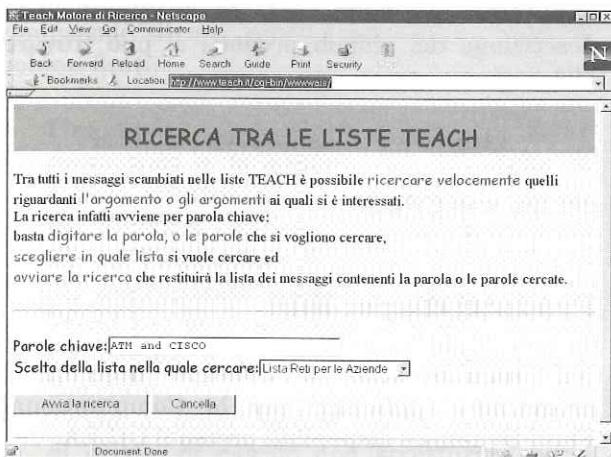 Teach Motore di Ricerca - Netscape
File Edit View Go Communicator Help
Back Forward Reload Home Search Guide Print Security
Bookmarks Location: http://www.teach.it/cgi-bin/wwwwais/
RICERCA TRA LE LISTE TEACH
Tra tutti i messaggi scambiati nelle liste TEACH è possibile ricercare velocemente quelli
riguardanti l'argomento o gli argomenti ai quali si è interessati.
La ricerca infatti avviene per parola chiave:
basta digitare la parola, o le parole che si vogliono cercare,
scegliere in quale lista si vuole cercare ed
avviare la ricerca che restituirà la lista dei messaggi contenenti la parola o le parole cercate.
Parole chiave: ATM and CISCO
Scelta della lista nella quale cercare: Lista Reti per le Aziende
Avvia la ricerca Cancella
Document: Done